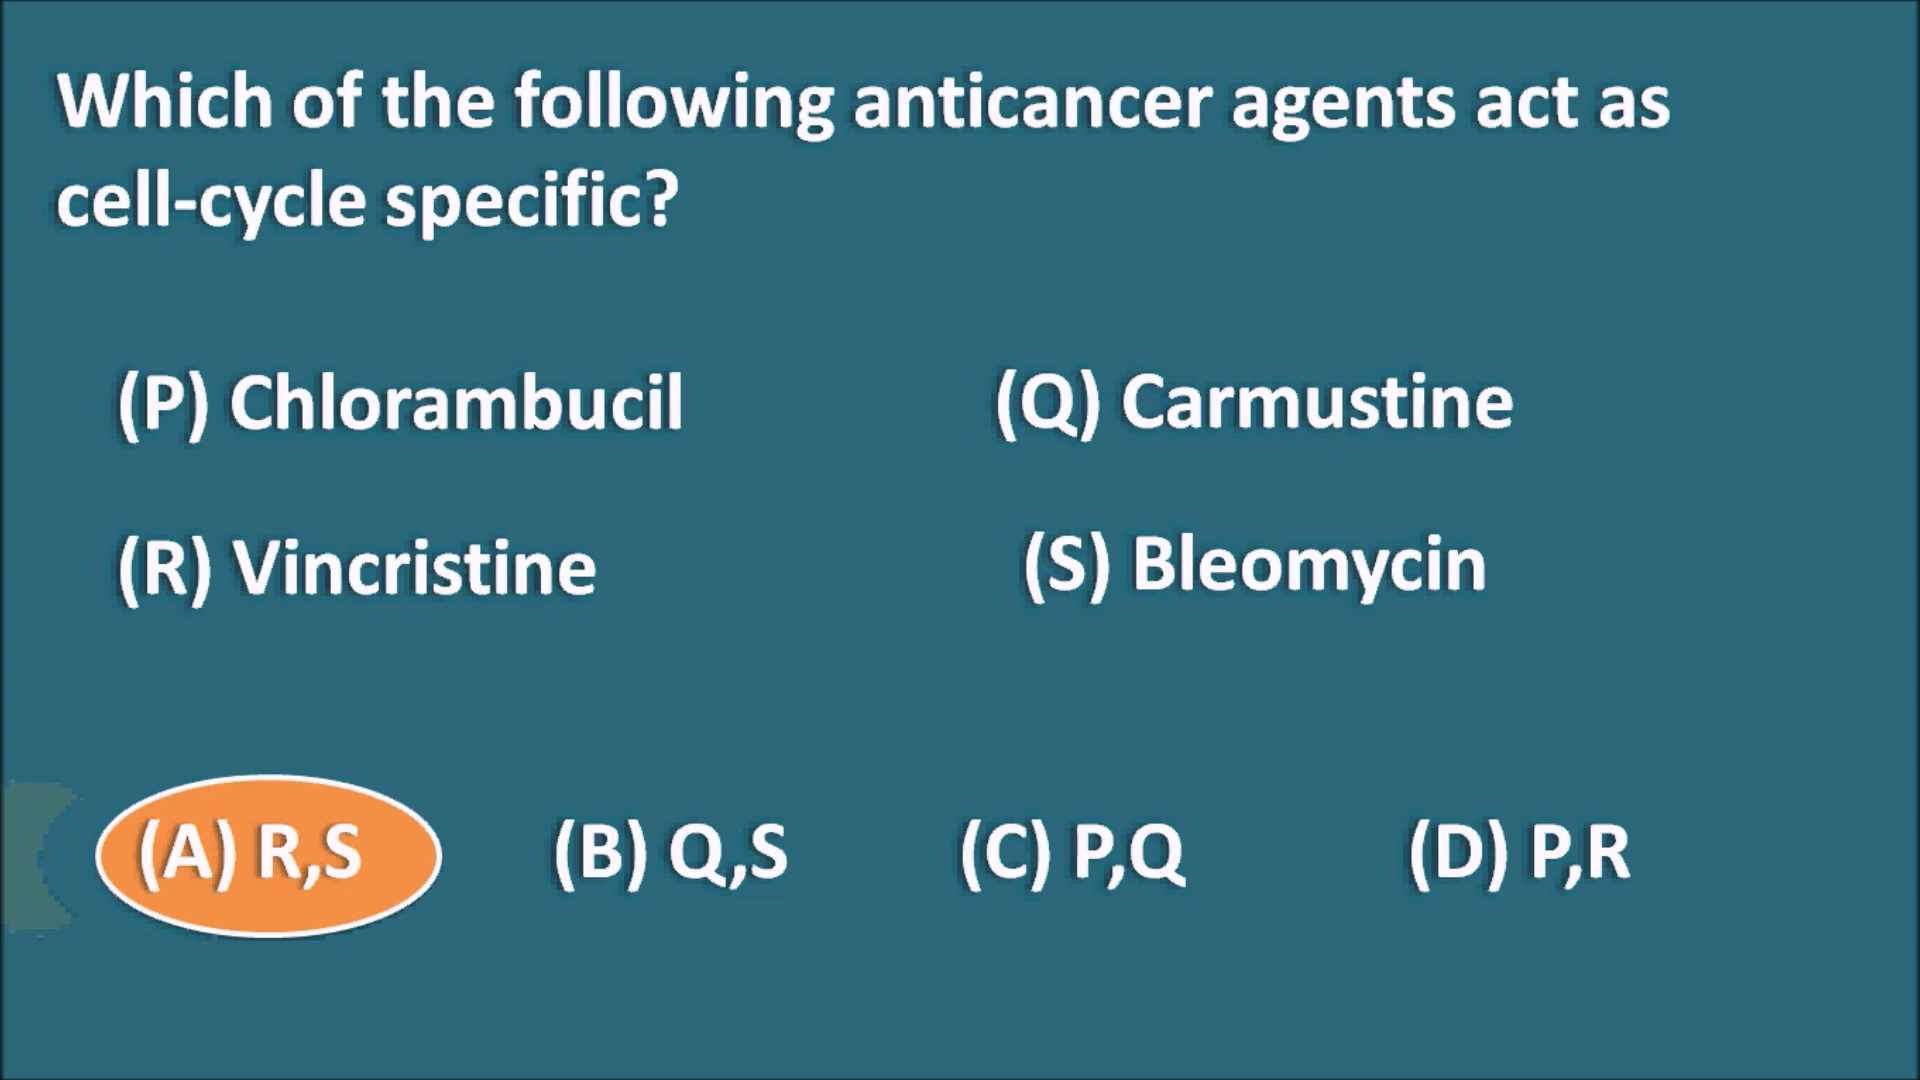 Which of the following anticancer agents act as
cell-cycle specific?
(P) Chlorambucil (Q) Carmustine
(R) Vincristine (S) Bleomycin
(A) R,S (B) Q,S (C) P,Q (D) P,R